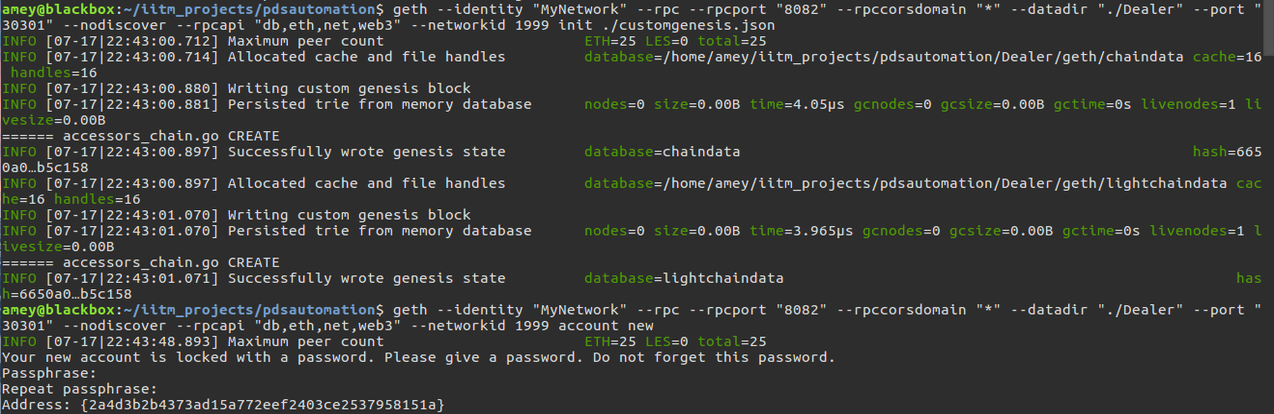 amey@blackbox:~/iitm_projects/pdsautomation$ geth --identity "MyNetwork" --rpc --rpcport "8082" --rpccorsdomain "*" --datadir "./Dealer" --port "
30301" --nodiscover --rpcapi "db,eth,net,web3" --networkid 1999 init ./customgenesis.json
INFO [07-17|22:43:00.712] Maximum peer count                       ETH=25 LES=0 total=25
INFO [07-17|22:43:00.714] Allocated cache and file handles         database=/home/amey/iitm_projects/pdsautomation/Dealer/geth/chaindata cache=16
 handles=16
INFO [07-17|22:43:00.880] Writing custom genesis block
INFO [07-17|22:43:00.881] Persisted trie from memory database      nodes=0 size=0.00B time=4.05µs gcnodes=0 gcsize=0.00B gctime=0s livenodes=1 li
vesize=0.00B
====== accessors_chain.go CREATE
INFO [07-17|22:43:00.897] Successfully wrote genesis state         database=chaindata                                                    hash=665
0a0…b5c158
INFO [07-17|22:43:00.897] Allocated cache and file handles         database=/home/amey/iitm_projects/pdsautomation/Dealer/geth/lightchaindata cac
he=16 handles=16
INFO [07-17|22:43:01.070] Writing custom genesis block
INFO [07-17|22:43:01.070] Persisted trie from memory database      nodes=0 size=0.00B time=3.965µs gcnodes=0 gcsize=0.00B gctime=0s livenodes=1 l
ivesize=0.00B
====== accessors_chain.go CREATE
INFO [07-17|22:43:01.071] Successfully wrote genesis state         database=lightchaindata                                                    has
h=6650a0…b5c158
amey@blackbox:~/iitm_projects/pdsautomation$ geth --identity "MyNetwork" --rpc --rpcport "8082" --rpccorsdomain "*" --datadir "./Dealer" --port "
30301" --nodiscover --rpcapi "db,eth,net,web3" --networkid 1999 account new
INFO [07-17|22:43:48.893] Maximum peer count                       ETH=25 LES=0 total=25
Your new account is locked with a password. Please give a password. Do not forget this password.
Passphrase:
Repeat passphrase:
Address: {2a4d3b2b4373ad15a772eef2403ce2537958151a}